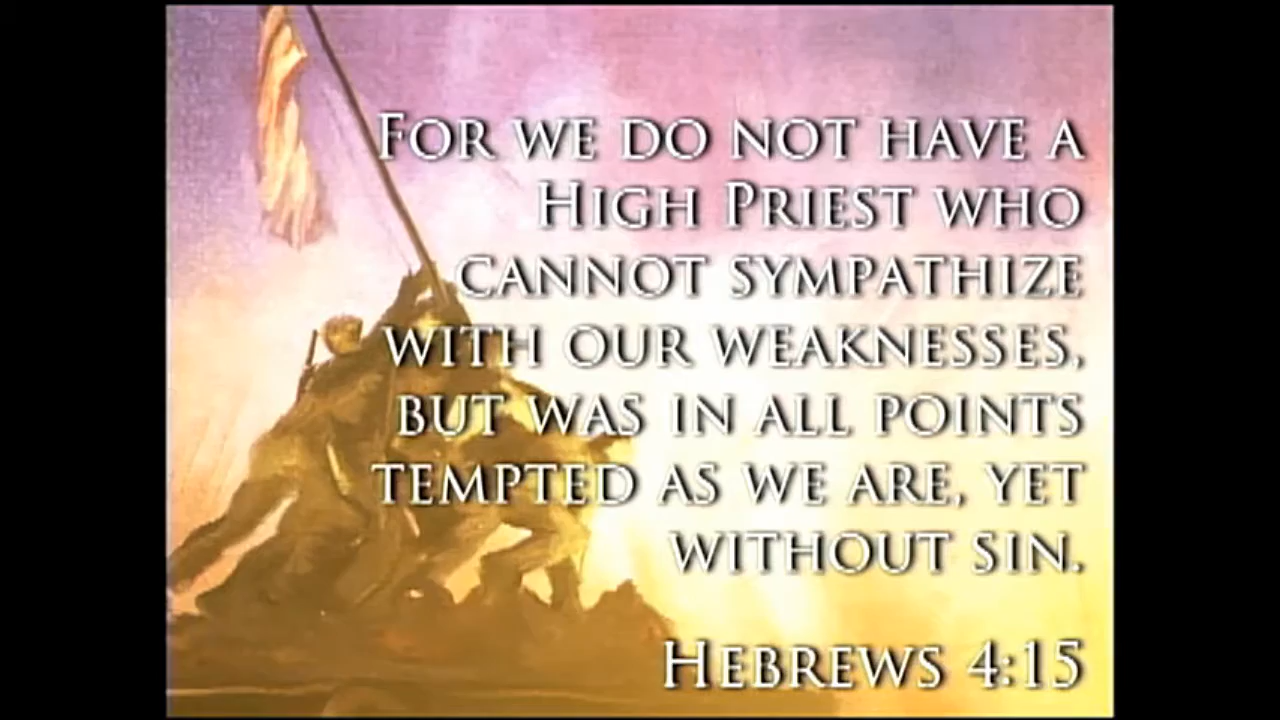 For we do not have a
High Priest who
cannot sympathize
with our weaknesses,
but was in all points
tempted as we are, yet
without sin.
Hebrews 4:15